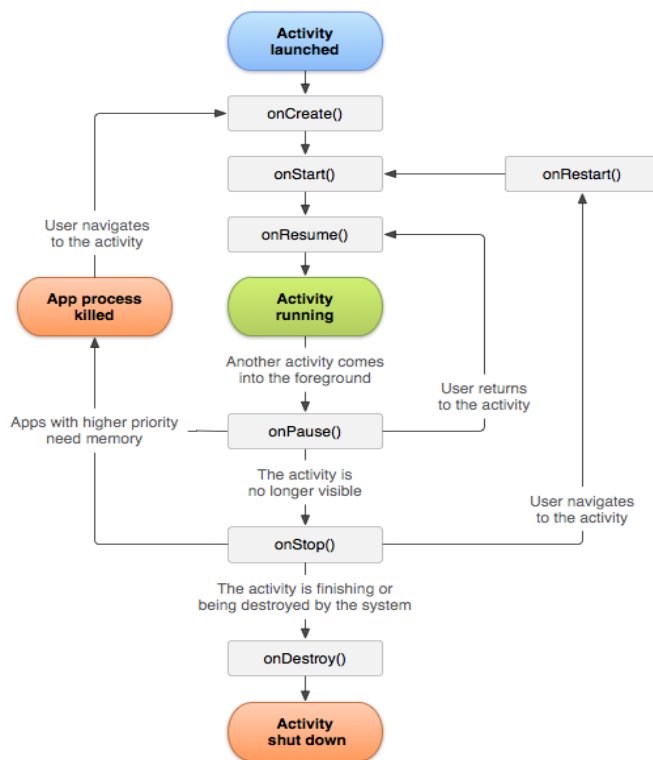 Activity
launched
onCreate()
onStart()
onRestart()
User navigates
to the activity
onResume()
App process
killed
Activity
running
Another activity comes
into the foreground
User returns
to the activity
Apps with higher priority
need memory
onPause()
The activity is
no longer visible
User navigates
to the activity
onStop()
The activity is finishing or
being destroyed by the system
onDestroy()
Activity
shut down